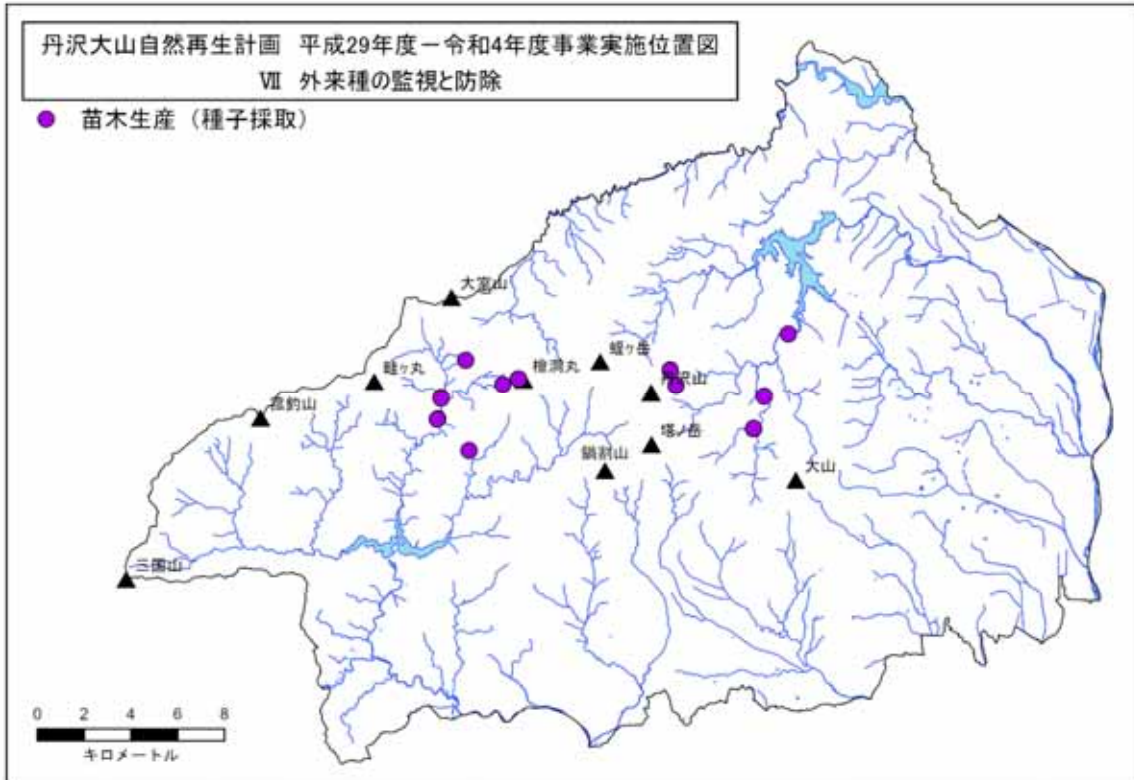 丹沢大山自然再生計画 平成29年度－令和4年度事業実施位置図
Ⅶ 外来種の監視と防除
苗木生産（種子採取）
大室山
蛭ヶ岳
畦ヶ丸
檜洞丸
丹沢山
菰釣山
塔ノ岳
鍋割山
大山
三国山
0 2 4 6 8
キロメートル